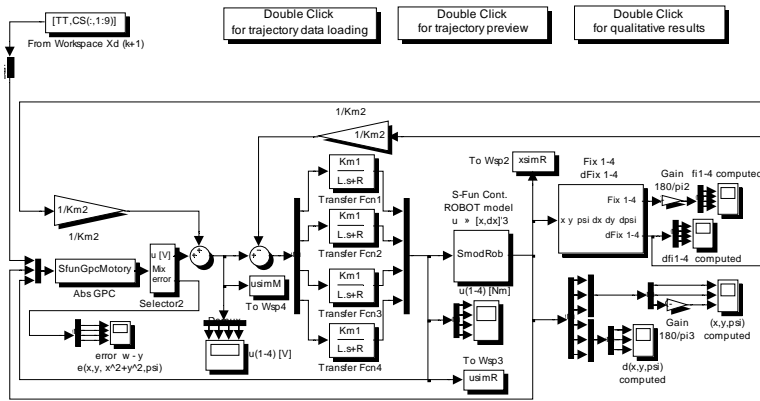 [TT,CS(:,1:9)]
From Workspace Xd (k+1)
Double Click
for trajectory data loading
Double Click
for trajectory preview
Double Click
for qualitative results
1/Km2
1/Km2
To Wsp2
xsimR
Fix 1-4
dFix 1-4
Gain
180/pi2
fi1-4 computed
Km1
L.s+R
Transfer Fcn1
S-Fun Cont.
ROBOT model
u » [x,dx]'3
Fix 1-4
x y psi dx dy dpsi
dFix 1-4
1/Km2
1/Km2
Km1
L.s+R
Transfer Fcn2
SmodRob
dfi1-4 computed
SfunGpcMotory
Abs GPC
u [V]
Mix
error
Selector2
usimM
To Wsp4
Km1
L.s+R
Transfer Fcn3
u(1-4) [Nm]
Gain
180/pi3
(x,y,psi)
computed
error w - y
e(x,y, x^2+y^2,psi)
u(1-4) [V]
Km1
L.s+R
Transfer Fcn4
To Wsp3
usimR
d(x,y,psi)
computed